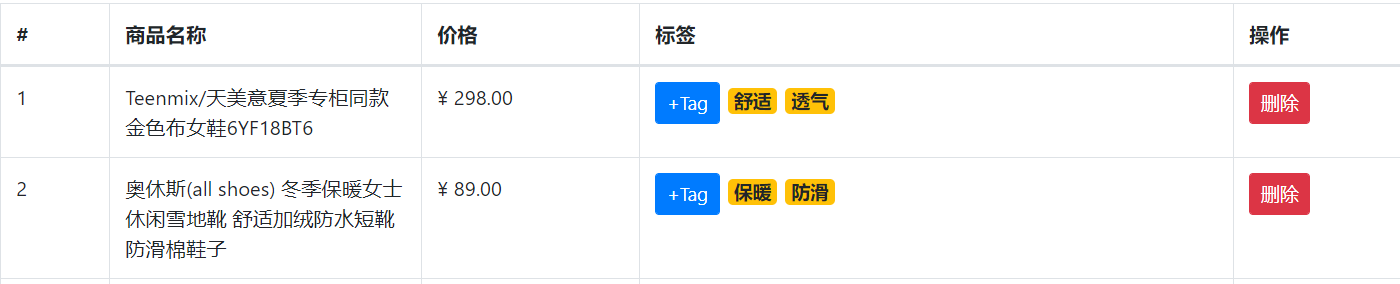 # 商品名称 价格 标签 操作
1 Teenmix/天美意夏季专柜同款 ¥ 298.00 +Tag 舒适 透气 删除
金色布女鞋6YF18BT6
2 奥休斯(all shoes) 冬季保暖女士 ¥ 89.00 +Tag 保暖 防滑 删除
休闲雪地靴 舒适加绒防水短靴
防滑棉鞋子